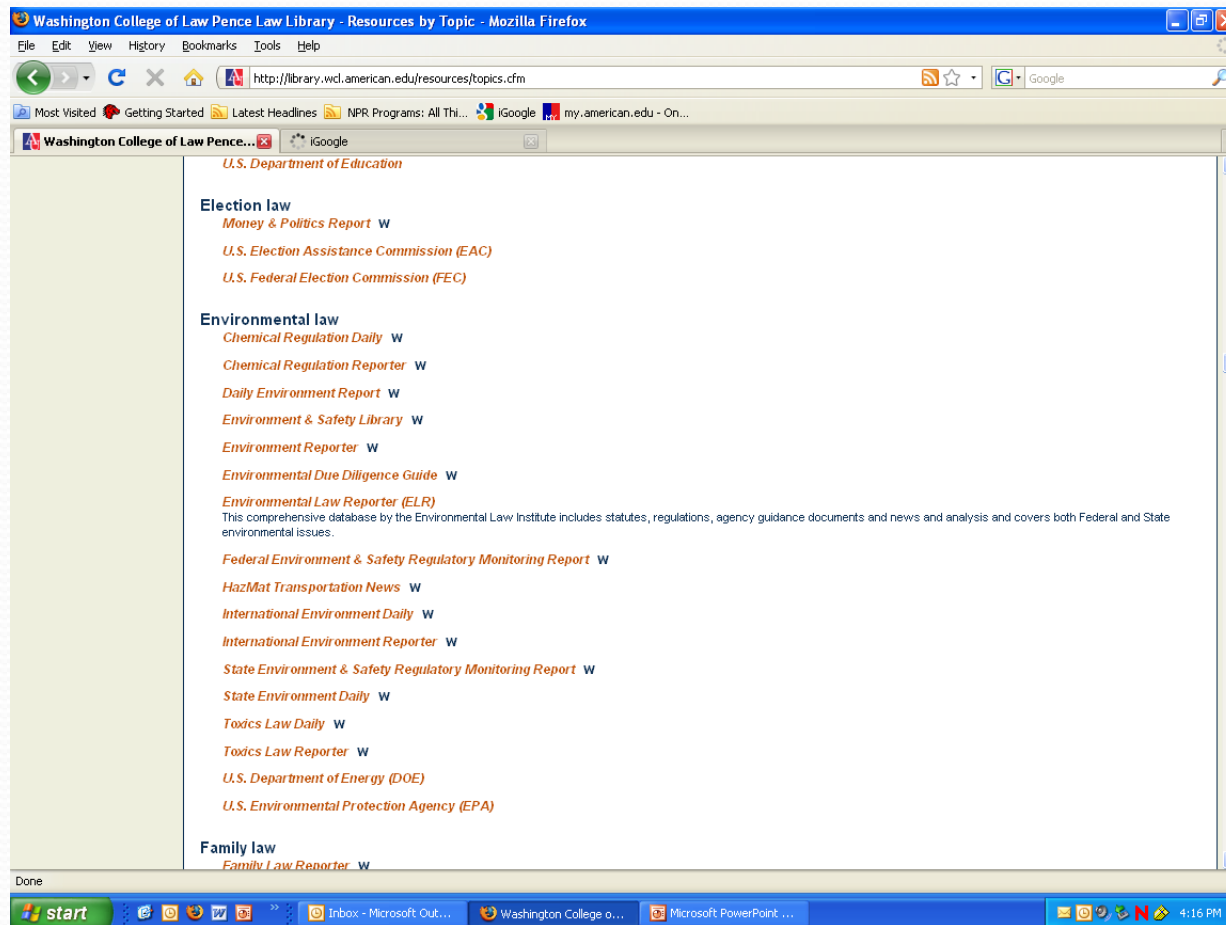 Washington College of Law Pence Law Library - Resources by Topic - Mozilla Firefox
File Edit View History Bookmarks Tools Help
http://library.wcl.american.edu/resources/topics.cfm
G Google
Most Visited Getting Started Latest Headlines NPR Programs: All Thi... iGoogle my.american.edu - On...
Washington College of Law Pence... iGoogle
U.S. Department of Education
Election law
Money & Politics Report W
U.S. Election Assistance Commission (EAC)
U.S. Federal Election Commission (FEC)
Environmental law
Chemical Regulation Daily W
Chemical Regulation Reporter W
Daily Environment Report W
Environment & Safety Library W
Environment Reporter W
Environmental Due Diligence Guide W
Environmental Law Reporter (ELR)
This comprehensive database by the Environmental Law Institute includes statutes, regulations, agency guidance documents and news and analysis and covers both Federal and State
environmental issues.
Federal Environment & Safety Regulatory Monitoring Report W
HazMat Transportation News W
International Environment Daily W
International Environment Reporter W
State Environment & Safety Regulatory Monitoring Report W
State Environment Daily W
Toxics Law Daily W
Toxics Law Reporter W
U.S. Department of Energy (DOE)
U.S. Environmental Protection Agency (EPA)
Family law
Family Law Reporter W
Done
start Inbox - Microsoft Out... Washington College o... Microsoft PowerPoint ... 4:16 PM